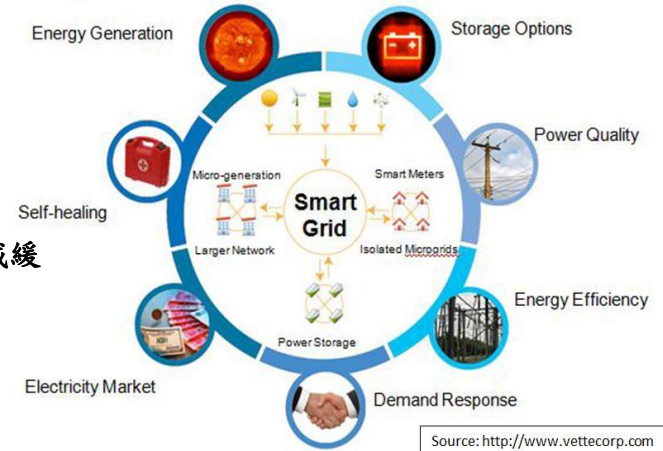 Energy Generation
Storage Options
Power Quality
Micro-generation
Smart Meters
Smart
Grid
Self-healing
Larger Network
Isolated Microgrids
緩
Energy Efficiency
Power Storage
Electricity Market
Demand Response
Source: http://www.vettecorp.com